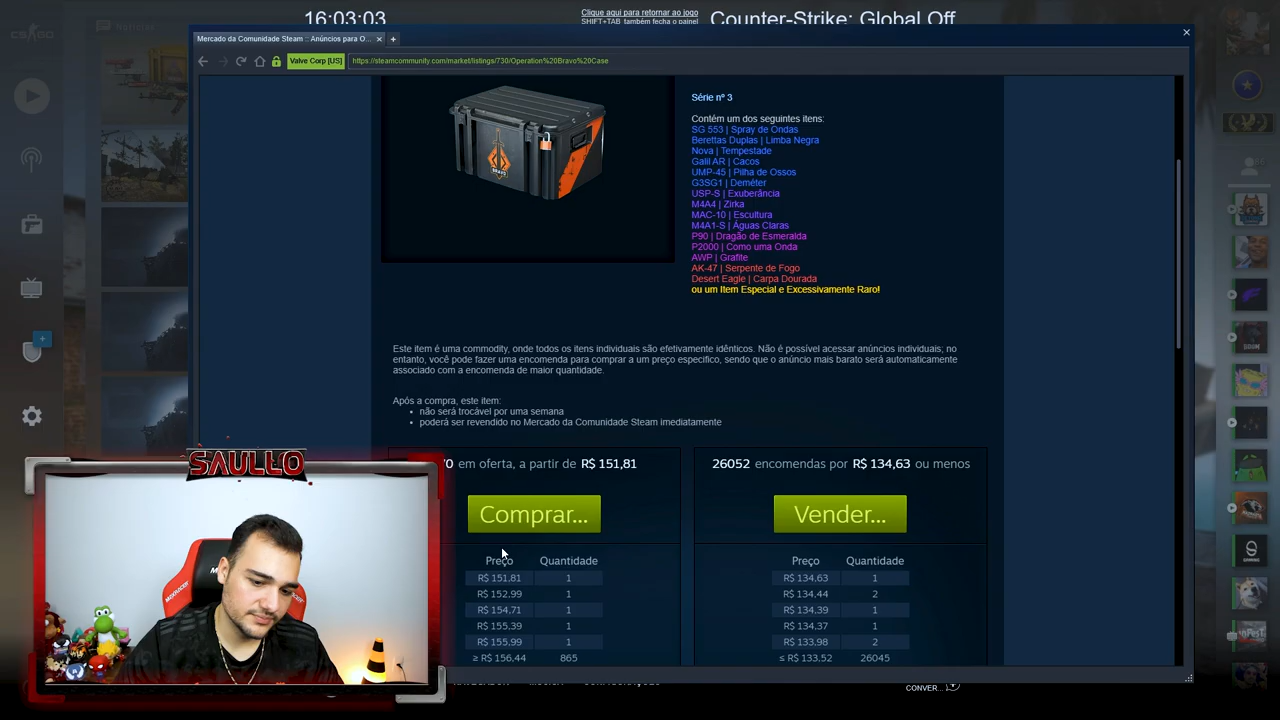 16:03:03
Clique aqui para retornar ao jogo
SHIFT+TAB também fecha o painel
Counter-Strike: Global Off
CS:GO
Notícias
Mercado da Comunidade Steam :: Anúncios para O...
Valve Corp [US]
https://steamcommunity.com/market/listings/730/Operation%20Bravo%20Case
BRAVO
Série nº 3
Contém um dos seguintes itens:
SG 553 | Spray de Ondas
Berettas Duplas | Limba Negra
Nova | Tempestade
Galil AR | Cacos
UMP-45 | Pilha de Ossos
G3SG1 | Deméter
USP-S | Exuberância
M4A4 | Zirka
MAC-10 | Escultura
M4A1-S | Águas Claras
P90 | Dragão de Esmeralda
P2000 | Como uma Onda
AWP | Grafite
AK-47 | Serpente de Fogo
Desert Eagle | Carpa Dourada
ou um Item Especial e Excessivamente Raro!
Este item é uma commodity, onde todos os itens individuais são efetivamente idênticos. Não é possível acessar anúncios individuais; no
entanto, você pode fazer uma encomenda para comprar a um preço específico, sendo que o anúncio mais barato será automaticamente
associado com a encomenda de maior quantidade.
Após a compra, este item:
não será trocável por uma semana
poderá ser revendido no Mercado da Comunidade Steam imediatamente
0 em oferta, a partir de R$ 151,81
Comprar...
Preço Quantidade
R$ 151,81 1
R$ 152,99 1
R$ 154,71 1
R$ 155,39 1
R$ 155,99 1
≥ R$ 156,44 865
26052 encomendas por R$ 134,63 ou menos
Vender...
Preço Quantidade
R$ 134,63 1
R$ 134,44 2
R$ 134,39 1
R$ 134,37 1
R$ 133,98 2
≤ R$ 133,52 26045
SAULLO
MAXRACER
CONVER...